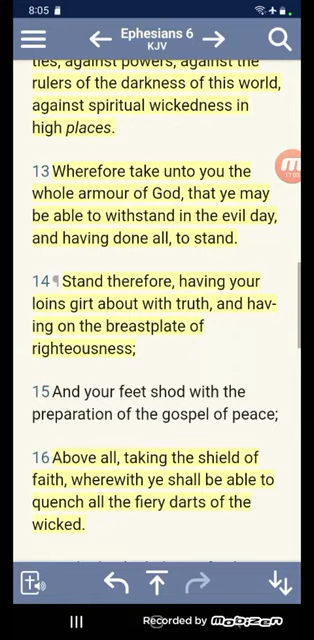 8:05
Ephesians 6
KJV
ties, against powers, against the
rulers of the darkness of this world,
against spiritual wickedness in
high places.
13 Wherefore take unto you the
whole armour of God, that ye may
be able to withstand in the evil day,
and having done all, to stand.
14 ¶ Stand therefore, having your
loins girt about with truth, and hav-
ing on the breastplate of
righteousness;
15 And your feet shod with the
preparation of the gospel of peace;
16 Above all, taking the shield of
faith, wherewith ye shall be able to
quench all the fiery darts of the
wicked.
Recorded by mobizen